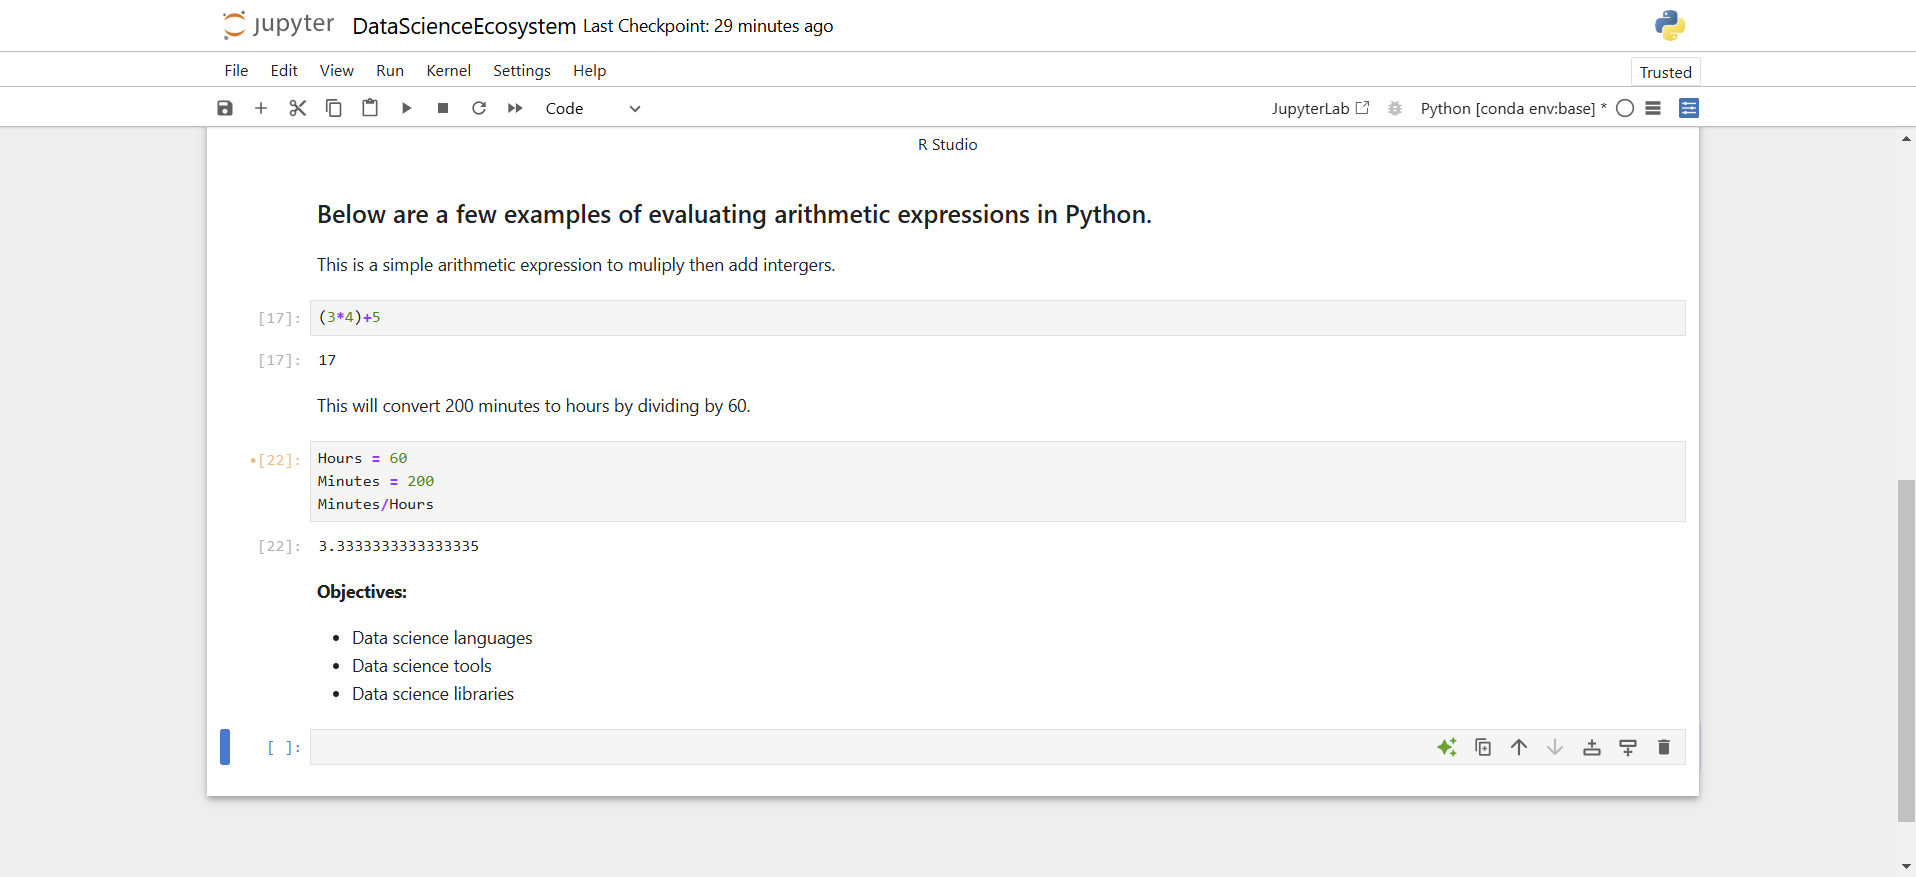 jupyter DataScienceEcosystem Last Checkpoint: 29 minutes ago
File Edit View Run Kernel Settings Help
Trusted
Code
JupyterLab Python [conda env:base] *
R Studio
Below are a few examples of evaluating arithmetic expressions in Python.
This is a simple arithmetic expression to muliply then add intergers.
[17]: (3*4)+5
[17]: 17
This will convert 200 minutes to hours by dividing by 60.
•[22]: Hours = 60
Minutes = 200
Minutes/Hours
[22]: 3.3333333333333335
Objectives:
• Data science languages
• Data science tools
• Data science libraries
[ ]: